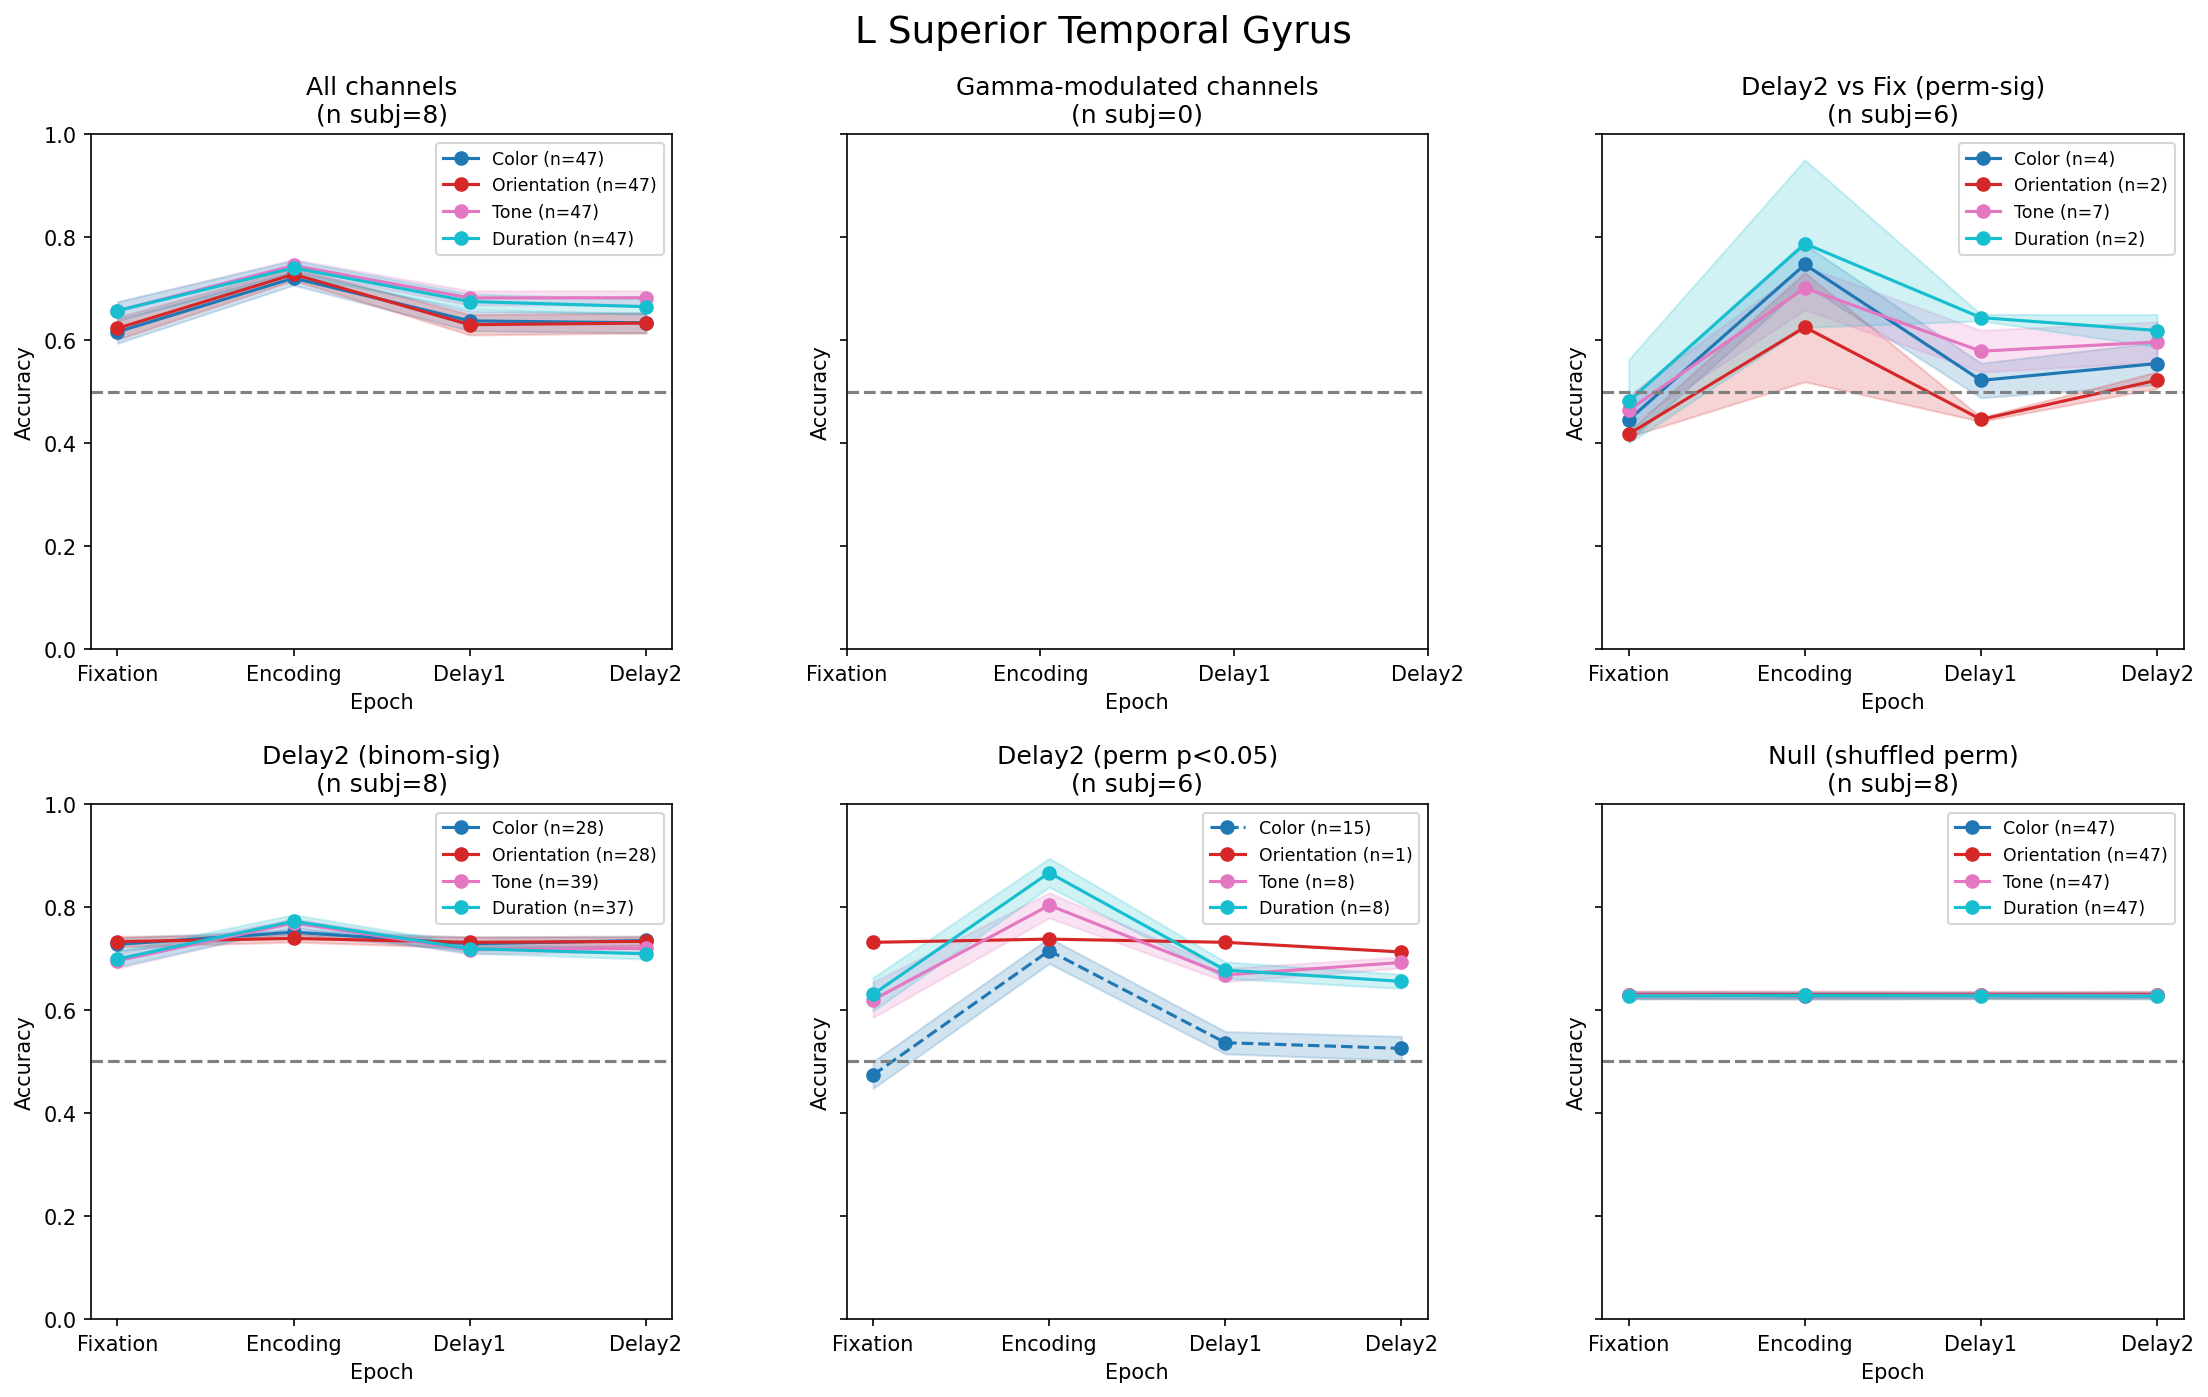 L Superior Temporal Gyrus
All channels
(n subj=8)
1.0
0.8
0.6
0.4
0.2
0.0
Accuracy
Color (n=47)
Orientation (n=47)
Tone (n=47)
Duration (n=47)
Fixation
Encoding
Delay1
Delay2
Epoch
Gamma-modulated channels
(n subj=0)
Accuracy
Fixation
Encoding
Delay1
Delay2
Epoch
Delay2 vs Fix (perm-sig)
(n subj=6)
Accuracy
Color (n=4)
Orientation (n=2)
Tone (n=7)
Duration (n=2)
Fixation
Encoding
Delay1
Delay2
Epoch
Delay2 (binom-sig)
(n subj=8)
1.0
0.8
0.6
0.4
0.2
0.0
Accuracy
Color (n=28)
Orientation (n=28)
Tone (n=39)
Duration (n=37)
Fixation
Encoding
Delay1
Delay2
Epoch
Delay2 (perm p<0.05)
(n subj=6)
Accuracy
Color (n=15)
Orientation (n=1)
Tone (n=8)
Duration (n=8)
Fixation
Encoding
Delay1
Delay2
Epoch
Null (shuffled perm)
(n subj=8)
Accuracy
Color (n=47)
Orientation (n=47)
Tone (n=47)
Duration (n=47)
Fixation
Encoding
Delay1
Delay2
Epoch